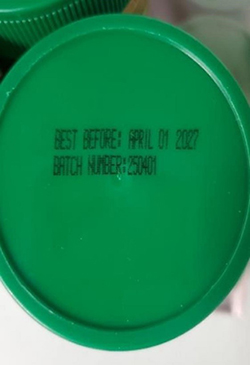 BEST BEFORE: APRIL 01 2027
BATCH NUMBER:250401